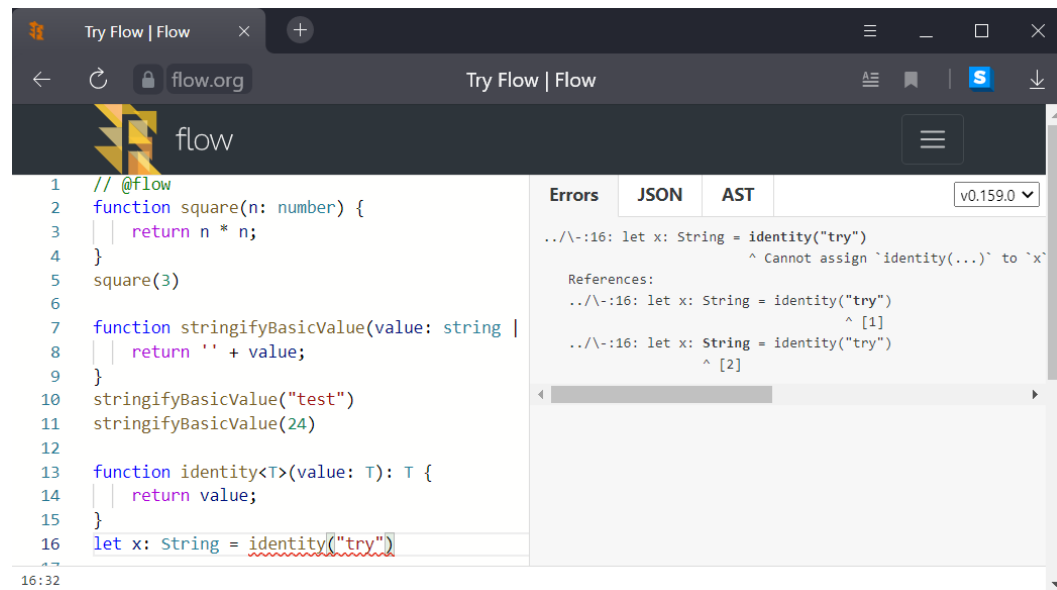 Try Flow | Flow
flow.org
Try Flow | Flow
S
flow
1 // @flow
2 function square(n: number) {
3     return n * n;
4 }
5 square(3)
6
7 function stringifyBasicValue(value: string |
8     return '' + value;
9 }
10 stringifyBasicValue("test")
11 stringifyBasicValue(24)
12
13 function identity<T>(value: T): T {
14     return value;
15 }
16 let x: String = identity("try")
16:32
Errors JSON AST v0.159.0
../\-:16: let x: String = identity("try")
^ Cannot assign `identity(...)` to `x`
References:
../\-:16: let x: String = identity("try")
^ [1]
../\-:16: let x: String = identity("try")
^ [2]